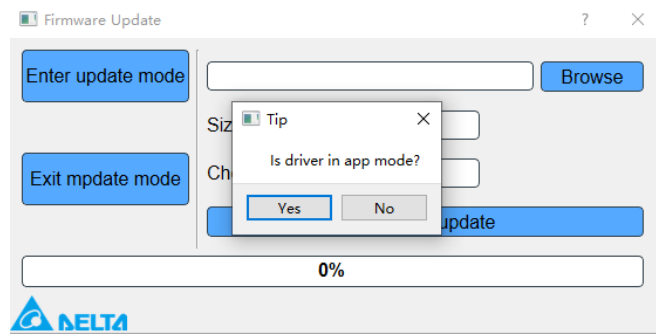 Firmware Update
?
Enter update mode
Browse
Siz
Tip
Is driver in app mode?
Exit mpdate mode
Ch
Yes
No
update
0%
DELTA